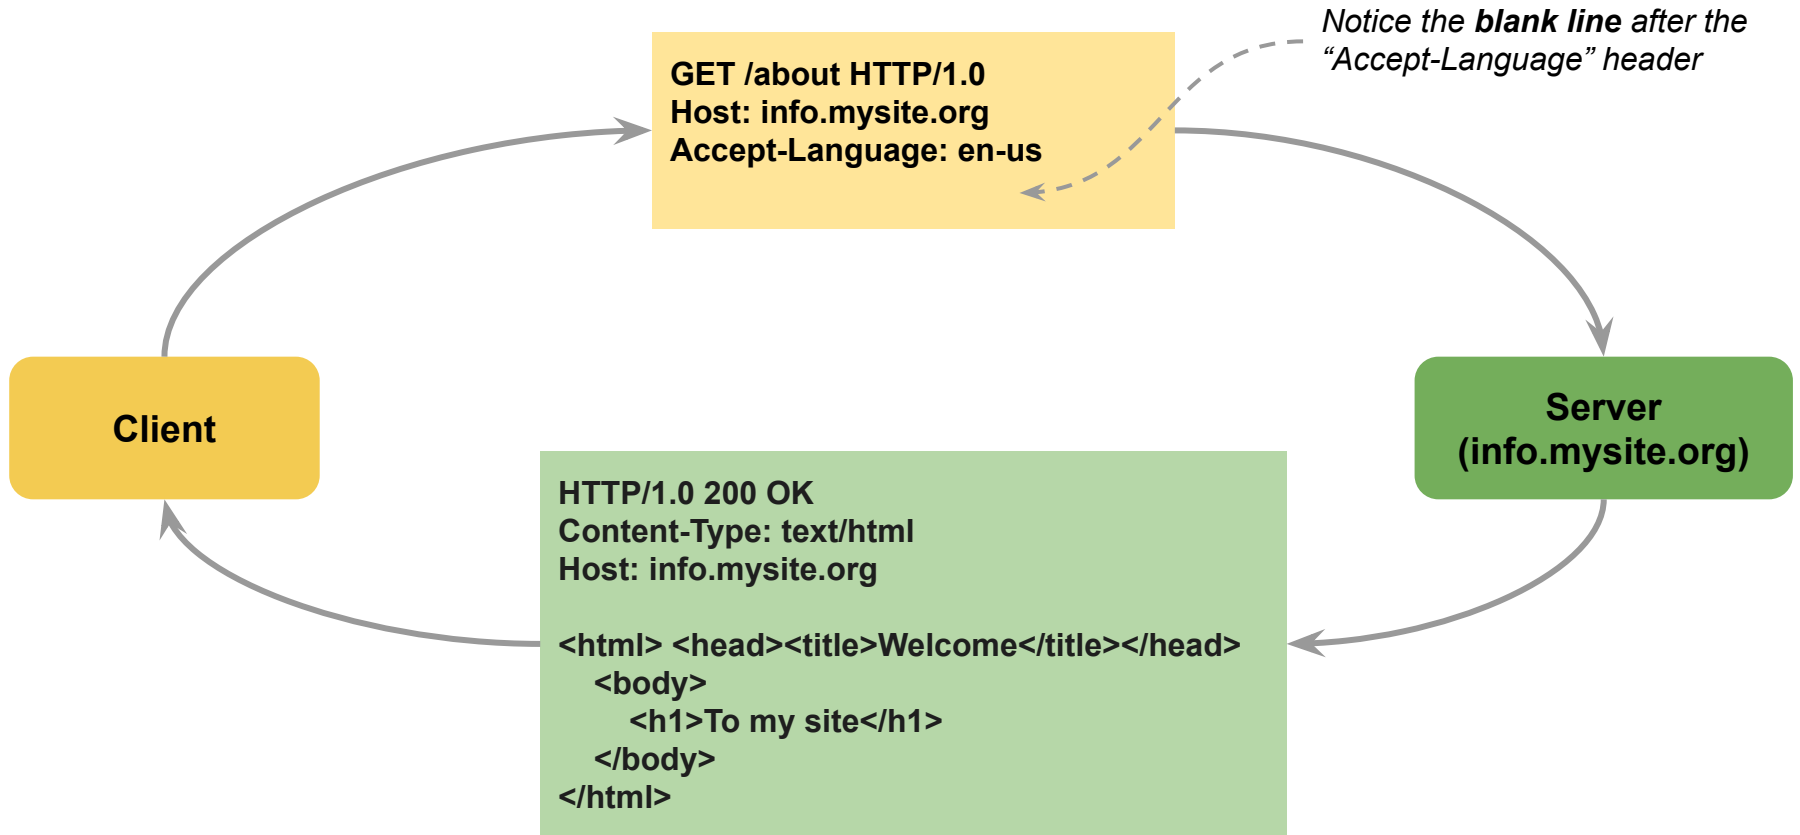 Notice the blank line after the
“Accept-Language” header
GET /about HTTP/1.0
Host: info.mysite.org
Accept-Language: en-us
Client
Server
(info.mysite.org)
HTTP/1.0 200 OK
Content-Type: text/html
Host: info.mysite.org
<html> <head><title>Welcome</title></head>
<body>
<h1>To my site</h1>
</body>
</html>